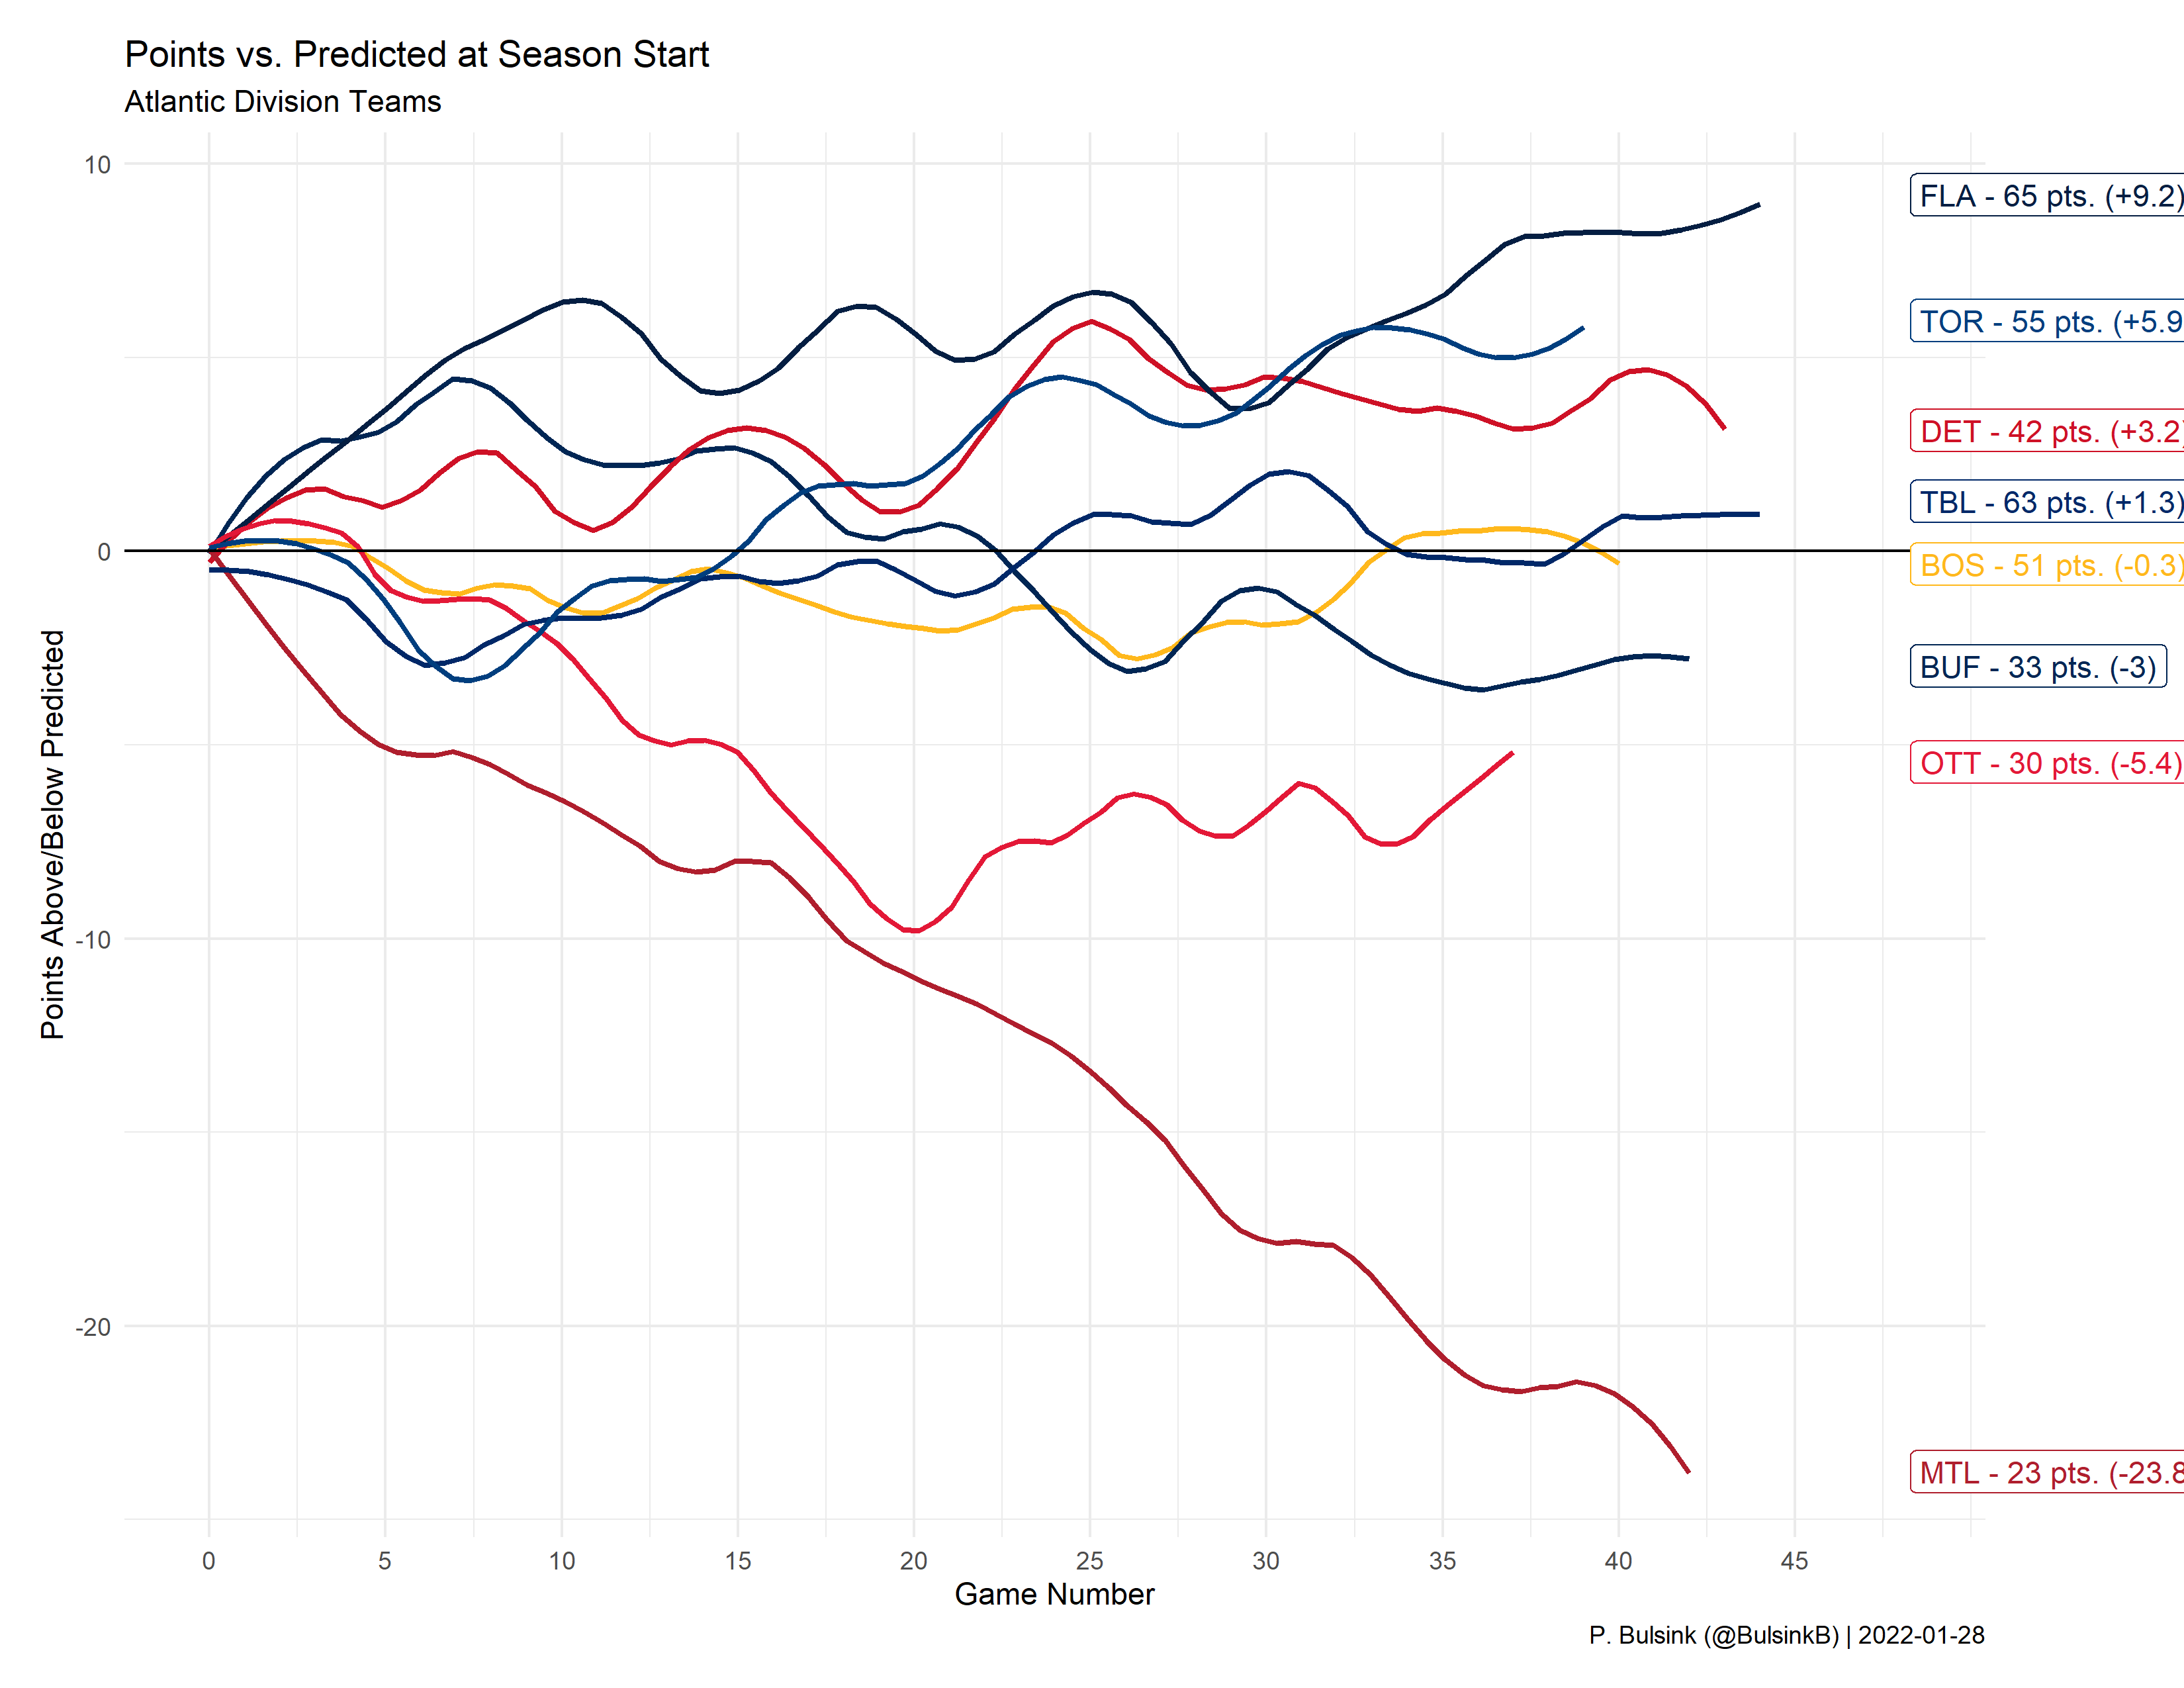 Points vs. Predicted at Season Start
Atlantic Division Teams
Points Above/Below Predicted
10
0
-10
-20
FLA - 65 pts. (+9.2)
TOR - 55 pts. (+5.9
DET - 42 pts. (+3.2)
TBL - 63 pts. (+1.3)
BOS - 51 pts. (-0.3)
BUF - 33 pts. (-3)
OTT - 30 pts. (-5.4)
MTL - 23 pts. (-23.8
0 5 10 15 20 25 30 35 40 45
Game Number
P. Bulsink (@BulsinkB) | 2022-01-28